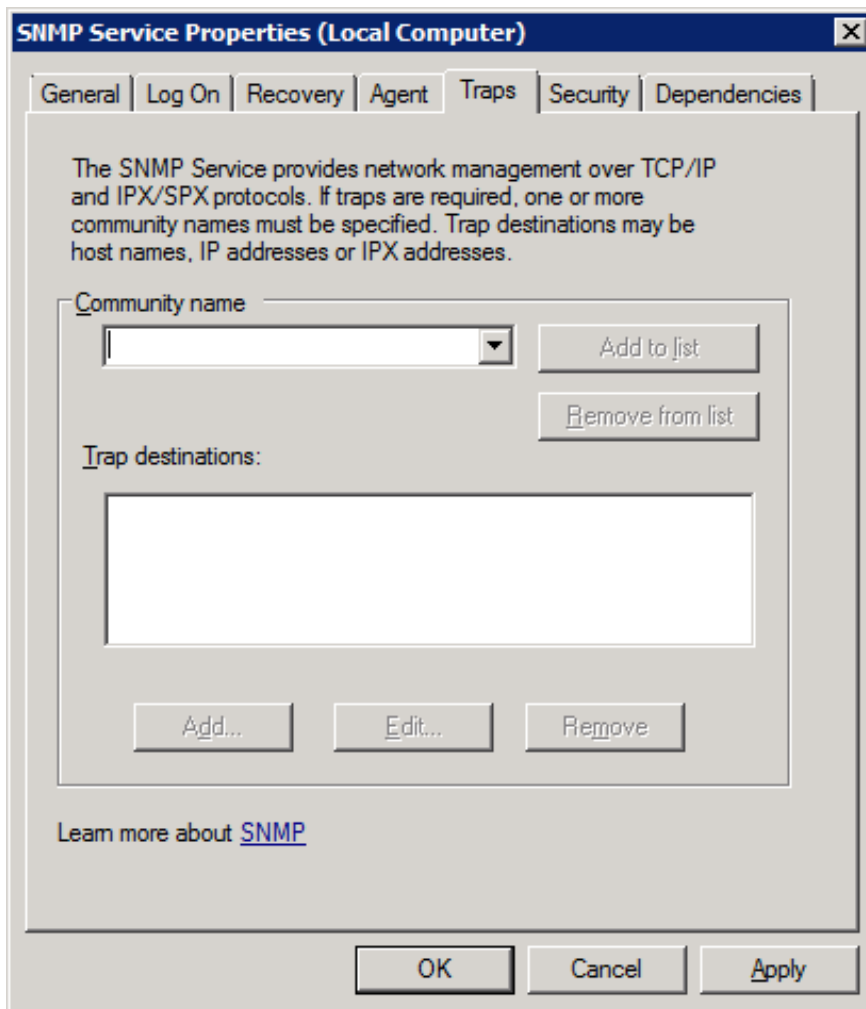 SNMP Service Properties (Local Computer)
General Log On Recovery Agent Traps Security Dependencies
The SNMP Service provides network management over TCP/IP
and IPX/SPX protocols. If traps are required, one or more
community names must be specified. Trap destinations may be
host names, IP addresses or IPX addresses.
Community name
Add to list
Remove from list
Trap destinations:
Add... Edit... Remove
Learn more about SNMP
OK Cancel Apply